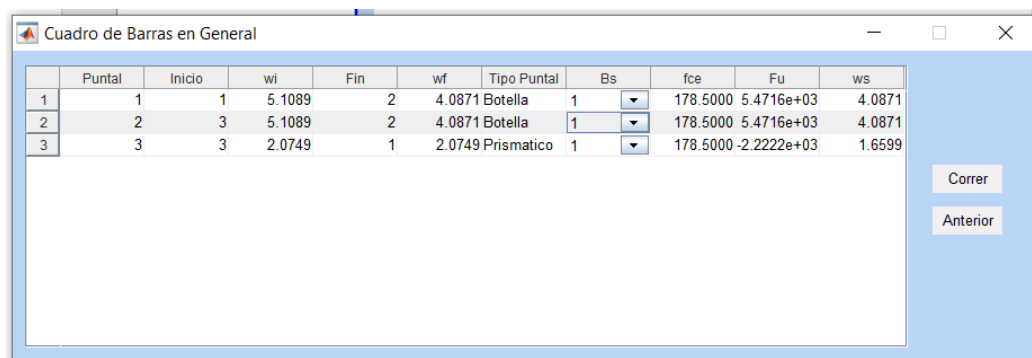 Cuadro de Barras en General
Puntal Inicio wi Fin wf Tipo Puntal Bs fce Fu ws
1 1 1 5.1089 2 4.0871 Botella 1 178.5000 5.4716e+03 4.0871
2 2 3 5.1089 2 4.0871 Botella 1 178.5000 5.4716e+03 4.0871
3 3 3 2.0749 1 2.0749 Prismatico 1 178.5000 -2.2222e+03 1.6599
Correr
Anterior